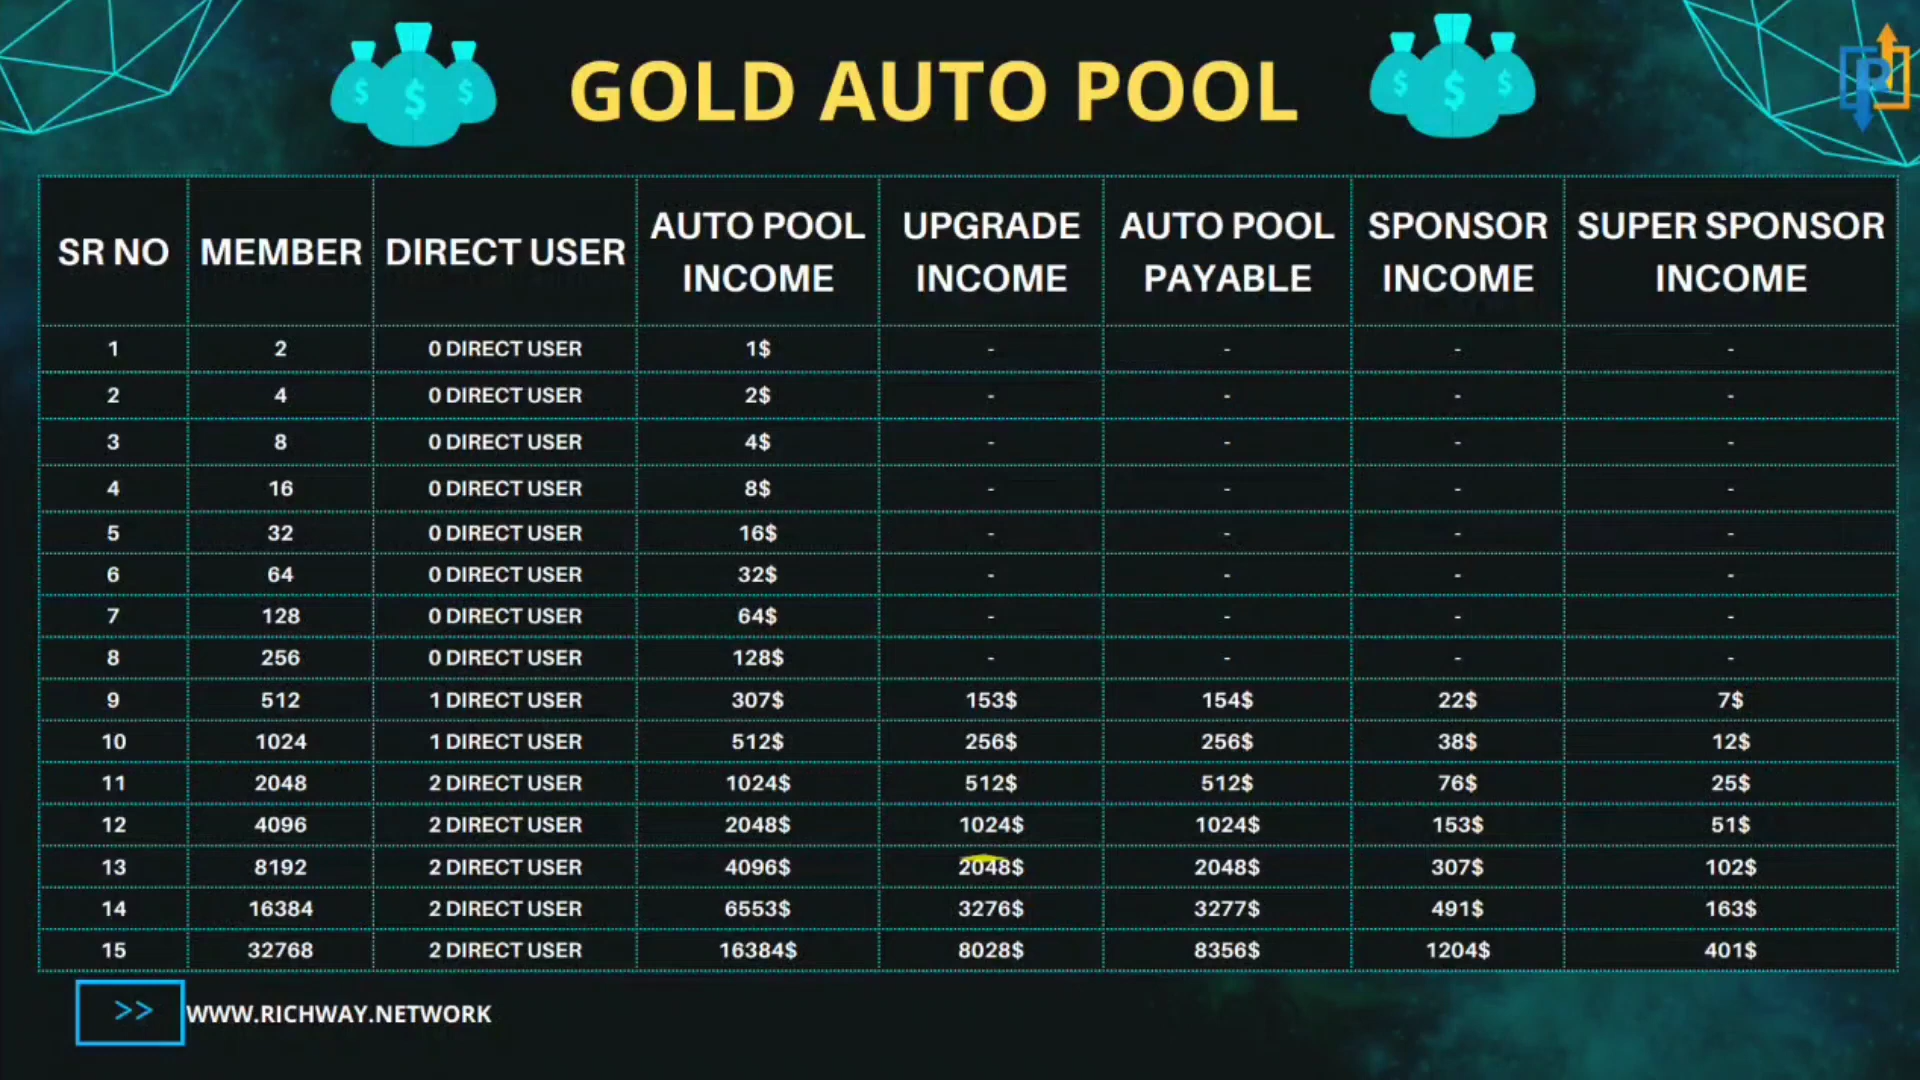 GOLD AUTO POOL
SR NO MEMBER DIRECT USER AUTO POOL INCOME UPGRADE INCOME AUTO POOL PAYABLE SPONSOR INCOME SUPER SPONSOR INCOME
1 2 0 DIRECT USER 1$ - - - -
2 4 0 DIRECT USER 2$ - - - -
3 8 0 DIRECT USER 4$ - - - -
4 16 0 DIRECT USER 8$ - - - -
5 32 0 DIRECT USER 16$ - - - -
6 64 0 DIRECT USER 32$ - - - -
7 128 0 DIRECT USER 64$ - - - -
8 256 0 DIRECT USER 128$ - - - -
9 512 1 DIRECT USER 307$ 153$ 154$ 22$ 7$
10 1024 1 DIRECT USER 512$ 256$ 256$ 38$ 12$
11 2048 2 DIRECT USER 1024$ 512$ 512$ 76$ 25$
12 4096 2 DIRECT USER 2048$ 1024$ 1024$ 153$ 51$
13 8192 2 DIRECT USER 4096$ 2048$ 2048$ 307$ 102$
14 16384 2 DIRECT USER 6553$ 3276$ 3277$ 491$ 163$
15 32768 2 DIRECT USER 16384$ 8028$ 8356$ 1204$ 401$
>> WWW.RICHWAY.NETWORK